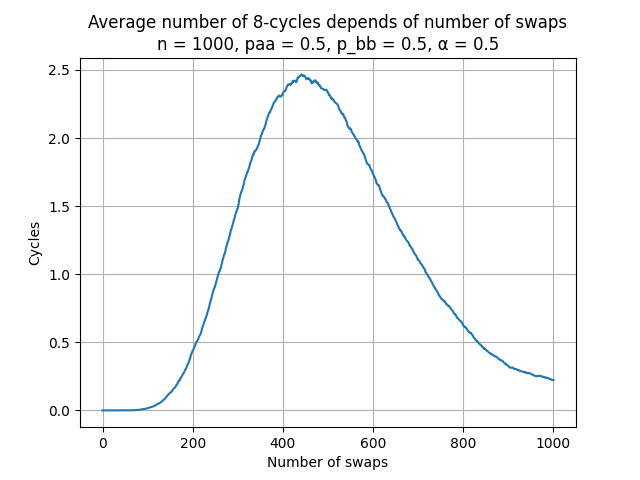 Average number of 8-cycles depends of number of swaps
n = 1000, paa = 0.5, p_bb = 0.5, α = 0.5
Cycles
2.5
2.0
1.5
1.0
0.5
0.0
0 200 400 600 800 1000
Number of swaps